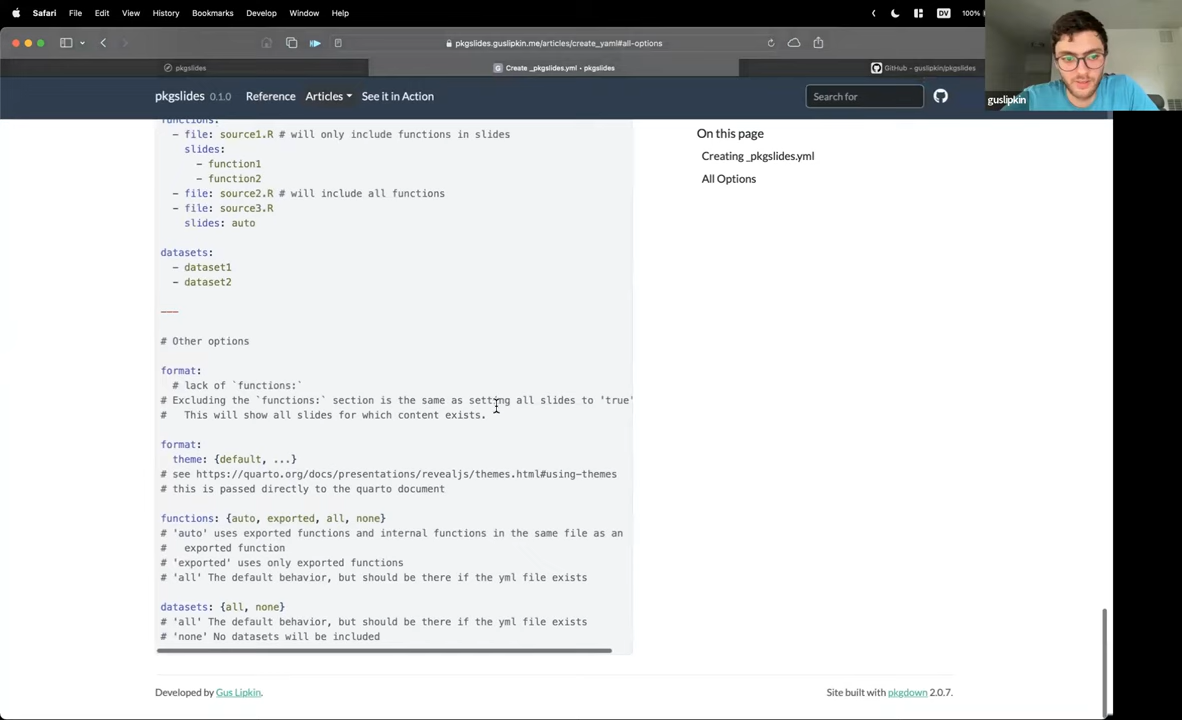 Safari File Edit View History Bookmarks Develop Window Help DV 100%
pkgslides.guslipkin.me/articles/create_yaml#all-options
pkgslides
Create _pkgslides.yml • pkgslides
GitHub - guslipkin/pkgslides
guslipkin
pkgslides 0.1.0 Reference Articles See it in Action Search for
functions:
- file: source1.R # will only include functions in slides
slides:
- function1
- function2
- file: source2.R # will include all functions
- file: source3.R
slides: auto
datasets:
- dataset1
- dataset2
---
# Other options
format:
# lack of `functions:`
# Excluding the `functions:` section is the same as setting all slides to 'true'
# This will show all slides for which content exists.
format:
theme: {default, ...}
# see https://quarto.org/docs/presentations/revealjs/themes.html#using-themes
# this is passed directly to the quarto document
functions: {auto, exported, all, none}
# 'auto' uses exported functions and internal functions in the same file as an
# exported function
# 'exported' uses only exported functions
# 'all' The default behavior, but should be there if the yml file exists
datasets: {all, none}
# 'all' The default behavior, but should be there if the yml file exists
# 'none' No datasets will be included
On this page
Creating _pkgslides.yml
All Options
Developed by Gus Lipkin.
Site built with pkgdown 2.0.7.